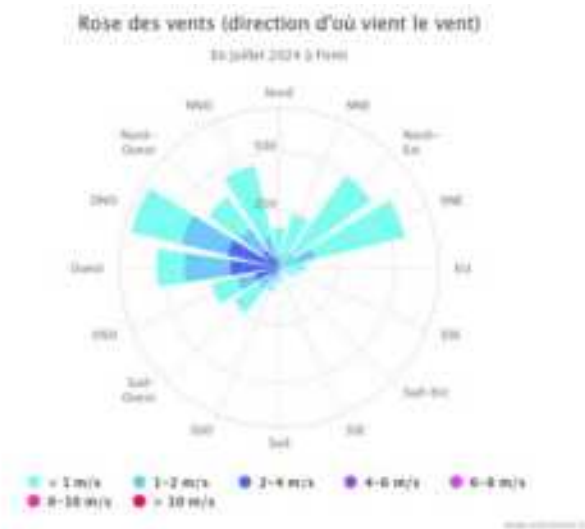 Rose des vents (direction d'où vient le vent)
En juillet 2024 à
Nord
NNO
NNE
Nord-Ouest
Nord-Est
ONO
ENE
Ouest
Est
OSO
ESE
Sud-Ouest
Sud-Est
SSO
SSE
Sud
< 1 m/s
1-2 m/s
2-4 m/s
4-6 m/s
6-8 m/s
8-10 m/s
> 10 m/s